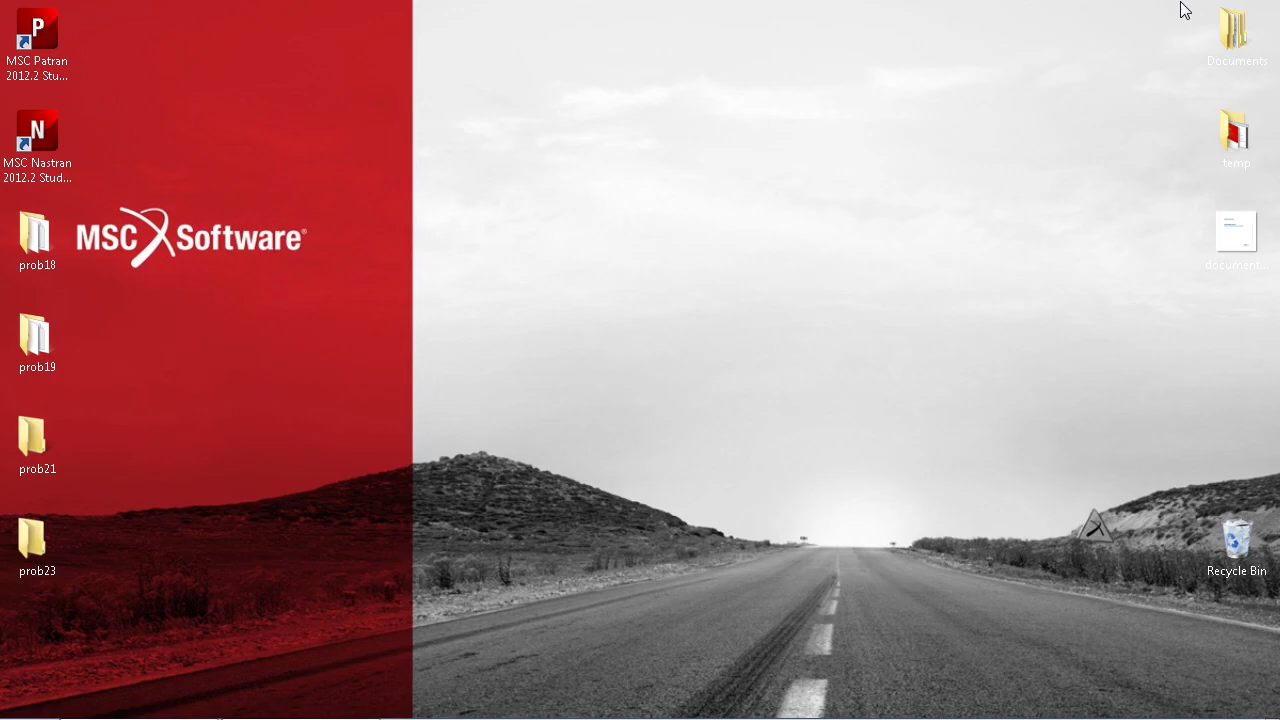 P
MSC Patran
2012.2 Stu...
N
MSC Nastran
2012.2 Stud...
prob18
prob19
prob21
prob23
MSC Software®
Documents
temp
document...
Recycle Bin